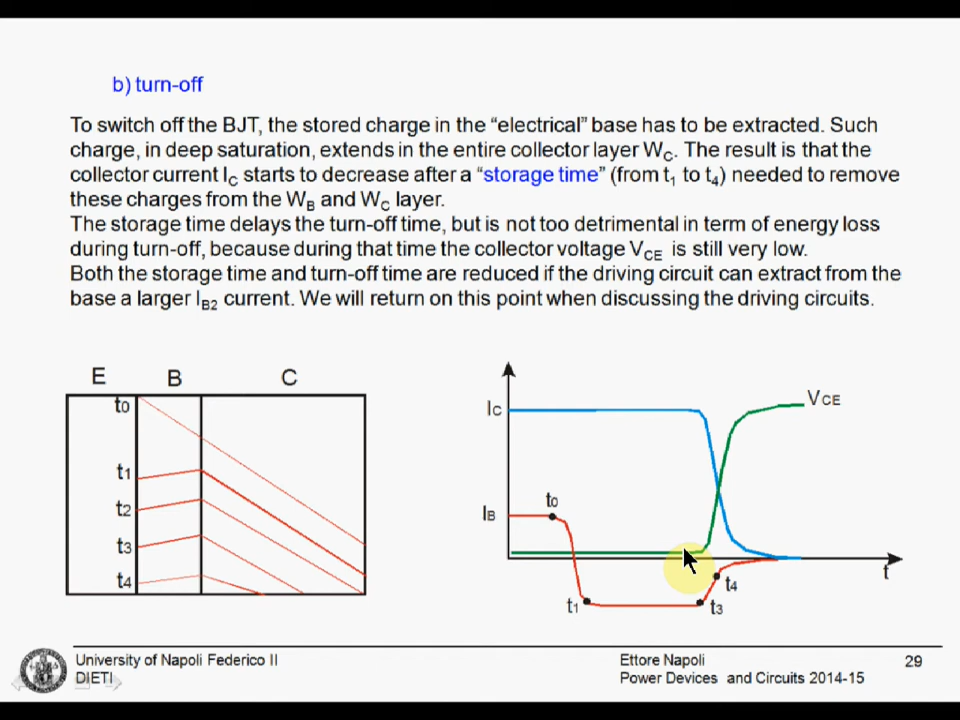 b) turn-off
To switch off the BJT, the stored charge in the “electrical” base has to be extracted. Such
charge, in deep saturation, extends in the entire collector layer WC. The result is that the
collector current IC starts to decrease after a “storage time” (from t1 to t4) needed to remove
these charges from the WB and WC layer.
The storage time delays the turn-off time, but is not too detrimental in term of energy loss
during turn-off, because during that time the collector voltage VCE is still very low.
Both the storage time and turn-off time are reduced if the driving circuit can extract from the
base a larger IB2 current. We will return on this point when discussing the driving circuits.
E B C
t0
t1
t2
t3
t4
IC
VCE
IB
t0
t
t1
t4
t3
University of Napoli Federico II
DIETI
Ettore Napoli
Power Devices and Circuits 2014-15
29